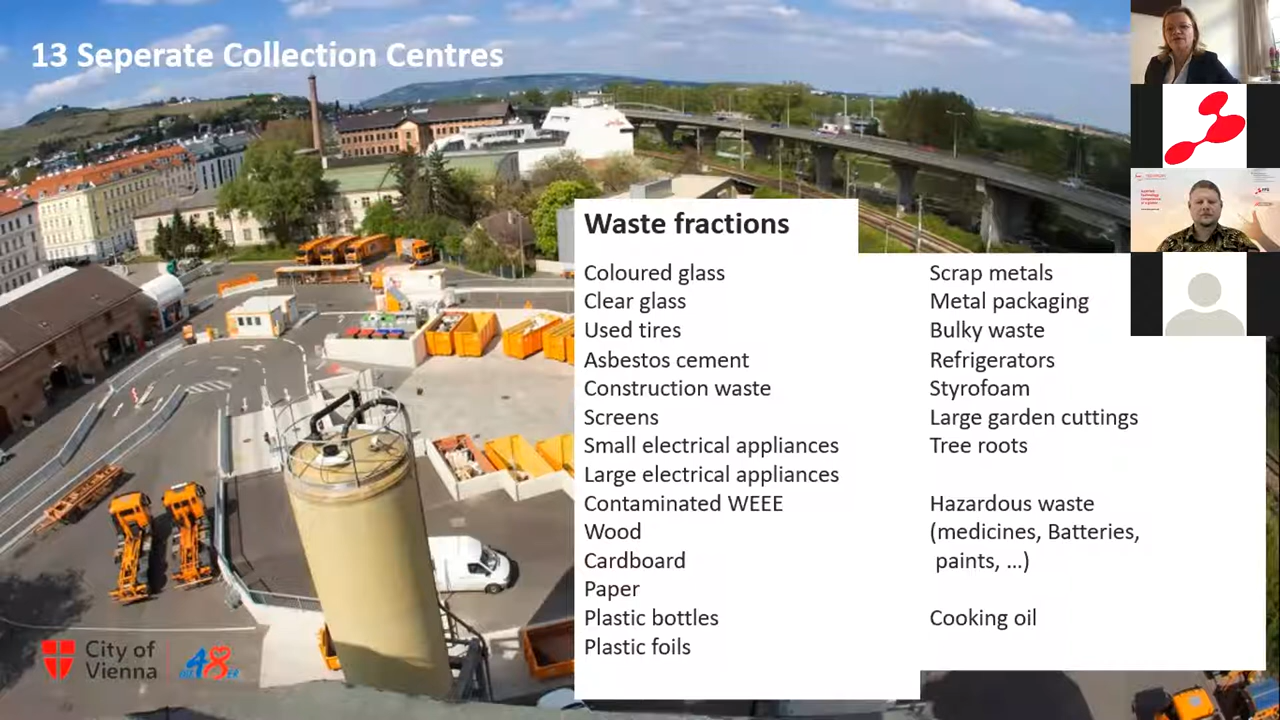 13 Seperate Collection Centres
Waste fractions
Coloured glass
Clear glass
Used tires
Asbestos cement
Construction waste
Screens
Small electrical appliances
Large electrical appliances
Contaminated WEEE
Wood
Cardboard
Paper
Plastic bottles
Plastic foils
Scrap metals
Metal packaging
Bulky waste
Refrigerators
Styrofoam
Large garden cuttings
Tree roots
Hazardous waste
(medicines, Batteries,
paints, ...)
Cooking oil
City of
Vienna
DIE 48ER